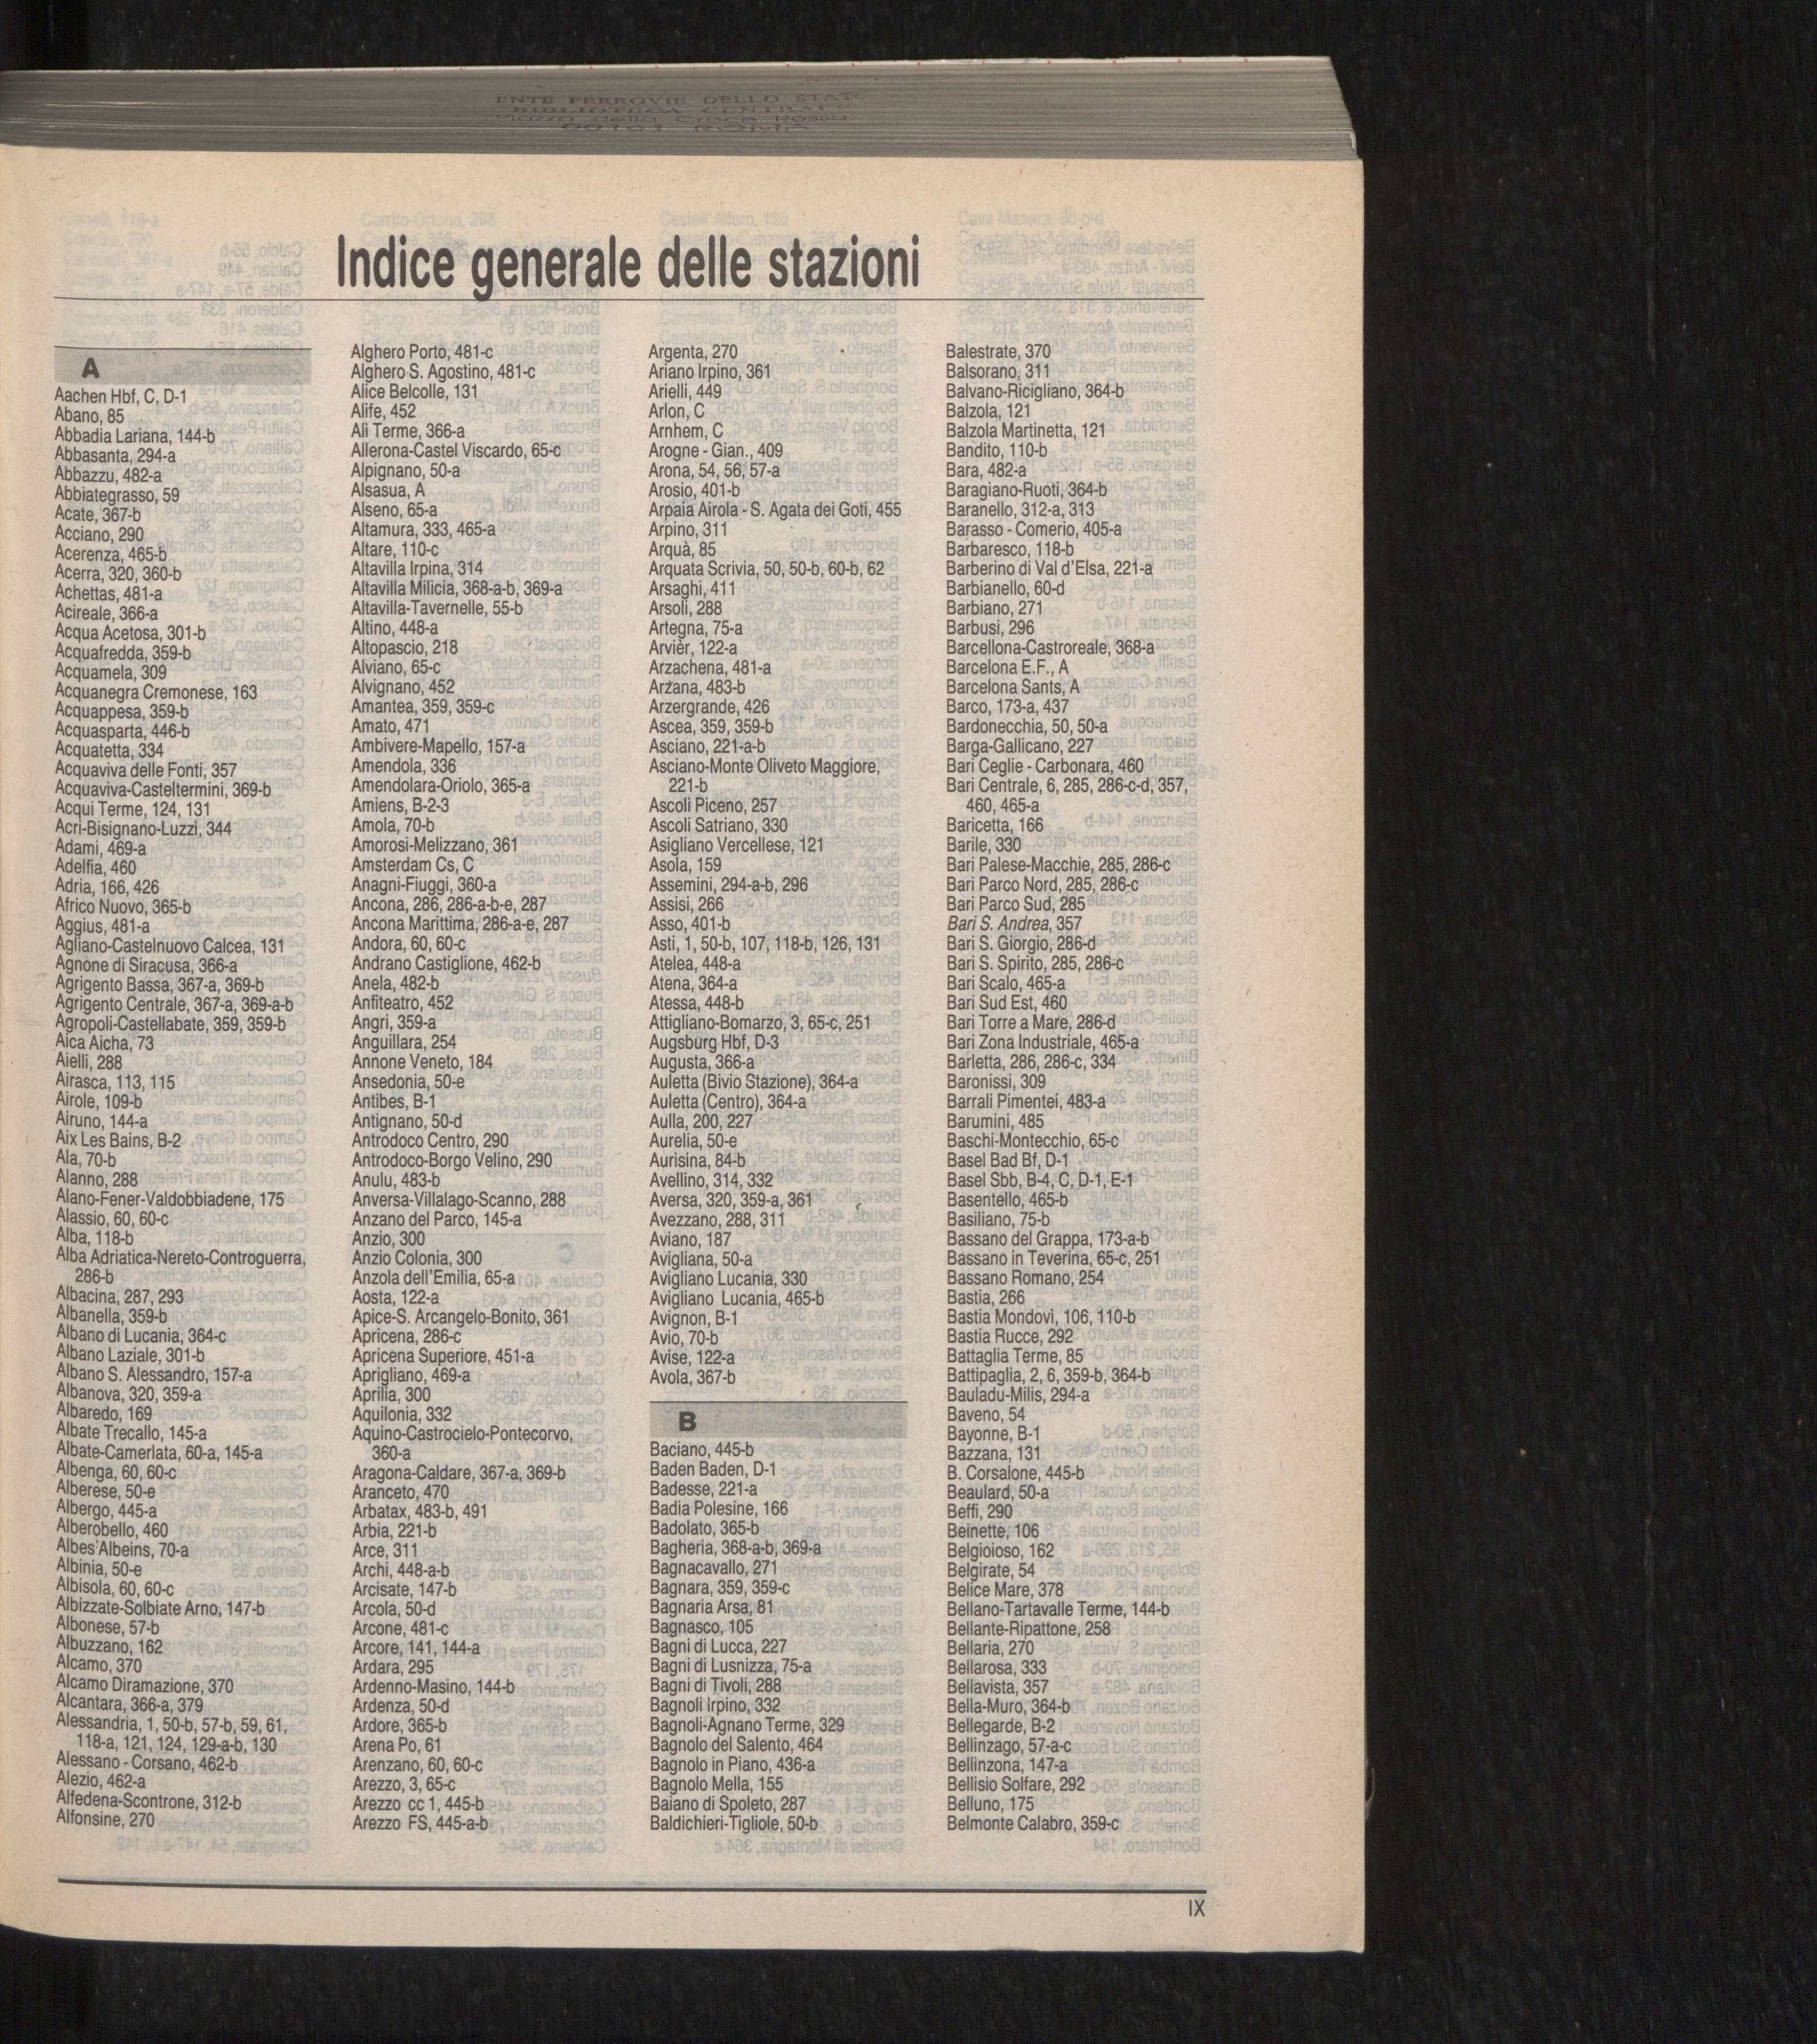 ENTE FERROVIE DELLO STATO
BIBLIOTECA CENTRALE
Piazza della Croce Rossa
00161 ROMA
Indice generale delle stazioni
A
Aachen Hbf, C, D-1
Abano, 85
Abbadia Lariana, 144-b
Abbasanta, 294-a
Abbazzu, 482-a
Abbiategrasso, 59
Acate, 367-b
Acciano, 290
Acerenza, 465-b
Acerra, 320, 360-b
Achettas, 481-a
Acireale, 366-a
Acqua Acetosa, 301-b
Acquafredda, 359-b
Acquamela, 309
Acquanegra Cremonese, 163
Acquappesa, 359-b
Acquasparta, 446-b
Acquatetta, 334
Acquaviva delle Fonti, 357
Acquaviva-Casteltermini, 369-b
Acqui Terme, 124, 131
Acri-Bisignano-Luzzi, 344
Adami, 469-a
Adelfia, 460
Adria, 166, 426
Africo Nuovo, 365-b
Aggius, 481-a
Agliano-Castelnuovo Calcea, 131
Agnone di Siracusa, 366-a
Agrigento Bassa, 367-a, 369-b
Agrigento Centrale, 367-a, 369-a-b
Agropoli-Castellabate, 359, 359-b
Aica Aicha, 73
Aielli, 288
Airasca, 113, 115
Airole, 109-b
Airuno, 144-a
Aix Les Bains, B-2
Ala, 70-b
Alanno, 288
Alano-Fener-Valdobbiadene, 175
Alassio, 60, 60-c
Alba, 118-b
Alba Adriatica-Nereto-Controguerra,
286-b
Albacina, 287, 293
Albanella, 359-b
Albano di Lucania, 364-c
Albano Laziale, 301-b
Albano S. Alessandro, 157-a
Albanova, 320, 359-a
Albaredo, 169
Albate Trecallo, 145-a
Albate-Camerlata, 60-a, 145-a
Albenga, 60, 60-c
Alberese, 50-e
Albergo, 445-a
Alberobello, 460
Albes Albeins, 70-a
Albinia, 50-e
Albisola, 60, 60-c
Albizzate-Solbiate Arno, 147-b
Albonese, 57-b
Albuzzano, 162
Alcamo, 370
Alcamo Diramazione, 370
Alcantara, 366-a, 379
Alessandria, 1, 50-b, 57-b, 59, 61,
118-a, 121, 124, 129-a-b, 130
Alessano - Corsano, 462-b
Alezio, 462-a
Alfedena-Scontrone, 312-b
Alfonsine, 270
Alghero Porto, 481-c
Alghero S. Agostino, 481-c
Alice Belcolle, 131
Alife, 452
Alì Terme, 366-a
Allerona-Castel Viscardo, 65-c
Alpignano, 50-a
Alsasua, A
Alseno, 65-a
Altamura, 333, 465-a
Altare, 110-c
Altavilla Irpina, 314
Altavilla Milicia, 368-a-b, 369-a
Altavilla-Tavernelle, 55-b
Altino, 448-a
Altopascio, 218
Alviano, 65-c
Alvignano, 452
Amantea, 359, 359-c
Amato, 471
Ambivere-Mapello, 157-a
Amendola, 336
Amendolara-Oriolo, 365-a
Amiens, B-2-3
Amola, 70-b
Amorosi-Melizzano, 361
Amsterdam Cs, C
Anagni-Fiuggi, 360-a
Ancona, 286, 286-a-b-e, 287
Ancona Marittima, 286-a-e, 287
Andora, 60, 60-c
Andrano Castiglione, 462-b
Anela, 482-b
Anfiteatro, 452
Angri, 359-a
Anguillara, 254
Annone Veneto, 184
Ansedonia, 50-e
Antibes, B-1
Antignano, 50-d
Antrodoco Centro, 290
Antrodoco-Borgo Velino, 290
Anulu, 483-b
Anversa-Villalago-Scanno, 288
Anzano del Parco, 145-a
Anzio, 300
Anzio Colonia, 300
Anzola dell'Emilia, 65-a
Aosta, 122-a
Apice-S. Arcangelo-Bonito, 361
Apricena, 286-c
Apricena Superiore, 451-a
Aprigliano, 469-a
Aprilia, 300
Aquilonia, 332
Aquino-Castrocielo-Pontecorvo,
360-a
Aragona-Caldare, 367-a, 369-b
Aranceto, 470
Arbatax, 483-b, 491
Arbia, 221-b
Arce, 311
Archi, 448-a-b
Arcisate, 147-b
Arcola, 50-d
Arcone, 481-c
Arcore, 141, 144-a
Ardara, 295
Ardenno-Masino, 144-b
Ardenza, 50-d
Ardore, 365-b
Arena Po, 61
Arenzano, 60, 60-c
Arezzo, 3, 65-c
Arezzo cc 1, 445-b
Arezzo FS, 445-a-b
Argenta, 270
Ariano Irpino, 361
Arielli, 449
Arlon, C
Arnhem, C
Arogne - Gian., 409
Arona, 54, 56, 57-a
Arosio, 401-b
Arpaia Airola - S. Agata dei Goti, 455
Arpino, 311
Arquà, 85
Arquata Scrivia, 50, 50-b, 60-b, 62
Arsaghi, 411
Arsoli, 288
Artegna, 75-a
Arvièr, 122-a
Arzachena, 481-a
Arzana, 483-b
Arzergrande, 426
Ascea, 359, 359-b
Asciano, 221-a-b
Asciano-Monte Oliveto Maggiore,
221-b
Ascoli Piceno, 257
Ascoli Satriano, 330
Asigliano Vercellese, 121
Asola, 159
Assemini, 294-a-b, 296
Assisi, 266
Asso, 401-b
Asti, 1, 50-b, 107, 118-b, 126, 131
Atelea, 448-a
Atena, 364-a
Atessa, 448-b
Attigliano-Bomarzo, 3, 65-c, 251
Augsburg Hbf, D-3
Augusta, 366-a
Auletta (Bivio Stazione), 364-a
Auletta (Centro), 364-a
Aulla, 200, 227
Aurelia, 50-e
Aurisina, 84-b
Avellino, 314, 332
Aversa, 320, 359-a, 361
Avezzano, 288, 311
Aviano, 187
Avigliana, 50-a
Avigliano Lucania, 330
Avigliano Lucania, 465-b
Avignon, B-1
Avio, 70-b
Avise, 122-a
Avola, 367-b
B
Baciano, 445-b
Baden Baden, D-1
Badesse, 221-a
Badia Polesine, 166
Badolato, 365-b
Bagheria, 368-a-b, 369-a
Bagnacavallo, 271
Bagnara, 359, 359-c
Bagnaria Arsa, 81
Bagnasco, 105
Bagni di Lucca, 227
Bagni di Lusnizza, 75-a
Bagni di Tivoli, 288
Bagnoli Irpino, 332
Bagnoli-Agnano Terme, 329
Bagnolo del Salento, 464
Bagnolo in Piano, 436-a
Bagnolo Mella, 155
Baiano di Spoleto, 287
Baldichieri-Tigliole, 50-b
Balestrate, 370
Balsorano, 311
Balvano-Ricigliano, 364-b
Balzola, 121
Balzola Martinetta, 121
Bandito, 110-b
Bara, 482-a
Baragiano-Ruoti, 364-b
Baranello, 312-a, 313
Barasso - Comerio, 405-a
Barbaresco, 118-b
Barberino di Val d'Elsa, 221-a
Barbianello, 60-d
Barbiano, 271
Barbusi, 296
Barcellona-Castroreale, 368-a
Barcelona E.F., A
Barcelona Sants, A
Barco, 173-a, 437
Bardonecchia, 50, 50-a
Barga-Gallicano, 227
Bari Ceglie - Carbonara, 460
Bari Centrale, 6, 285, 286-c-d, 357,
460, 465-a
Baricetta, 166
Barile, 330
Bari Palese-Macchie, 285, 286-c
Bari Parco Nord, 285, 286-c
Bari Parco Sud, 285
Bari S. Andrea, 357
Bari S. Giorgio, 286-d
Bari S. Spirito, 285, 286-c
Bari Scalo, 465-a
Bari Sud Est, 460
Bari Torre a Mare, 286-d
Bari Zona Industriale, 465-a
Barletta, 286, 286-c, 334
Baronissi, 309
Barrali Pimentei, 483-a
Barumini, 485
Baschi-Montecchio, 65-c
Basel Bad Bf, D-1
Basel Sbb, B-4, C, D-1, E-1
Basentello, 465-b
Basiliano, 75-b
Bassano del Grappa, 173-a-b
Bassano in Teverina, 65-c, 251
Bassano Romano, 254
Bastia, 266
Bastia Mondovì, 106, 110-b
Bastia Rucce, 292
Battaglia Terme, 85
Battipaglia, 2, 6, 359-b, 364-b
Bauladu-Milis, 294-a
Baveno, 54
Bayonne, B-1
Bazzana, 131
B. Corsalone, 445-b
Beaulard, 50-a
Beffi, 290
Beinette, 106
Belgioioso, 162
Belgirate, 54
Belice Mare, 378
Bellano-Tartavalle Terme, 144-b
Bellante-Ripattone, 258
Bellaria, 270
Bellarosa, 333
Bellavista, 357
Bella-Muro, 364-b
Bellegarde, B-2
Bellinzago, 57-a-c
Bellinzona, 147-a
Bellisio Solfare, 292
Belluno, 175
Belmonte Calabro, 359-c
IX